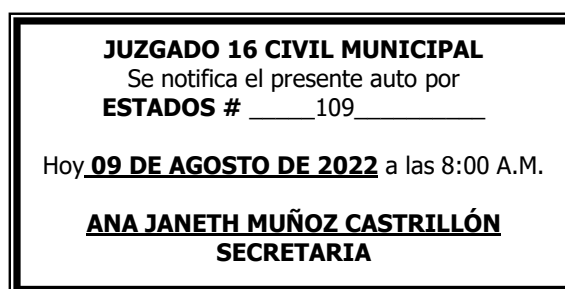 JUZGADO 16 CIVIL MUNICIPAL
Se notifica el presente auto por
ESTADOS # _____109__________
Hoy 09 DE AGOSTO DE 2022 a las 8:00 A.M.
ANA JANETH MUÑOZ CASTRILLÓN
SECRETARIA